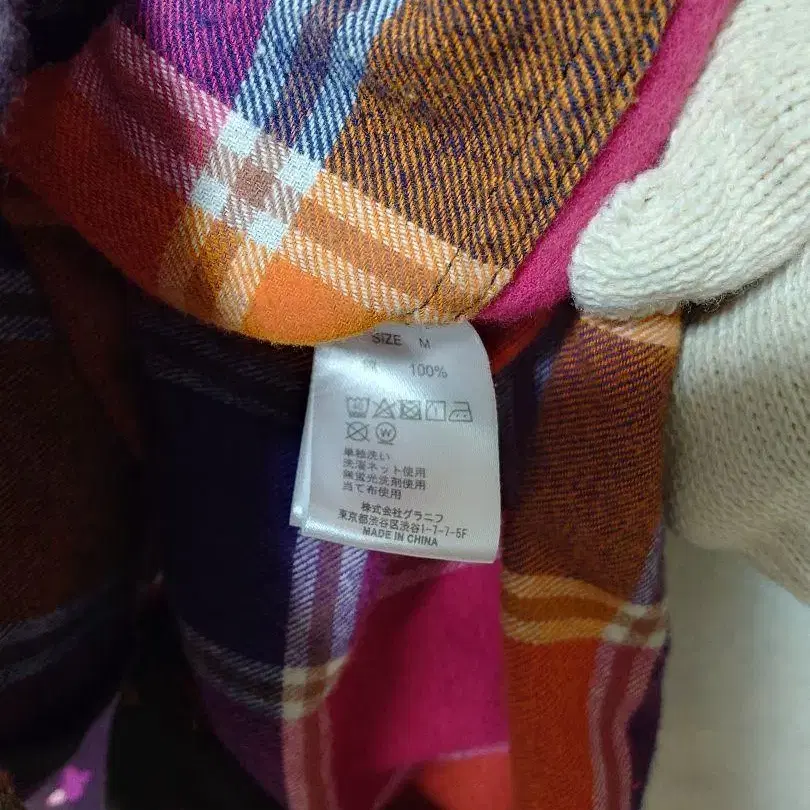 SIZE M
100%
単独洗い
洗濯ネット使用
無蛍光洗剤使用
当て布使用
株式会社グラニフ
東京都渋谷区渋谷1-7-7-5F
MADE IN CHINA